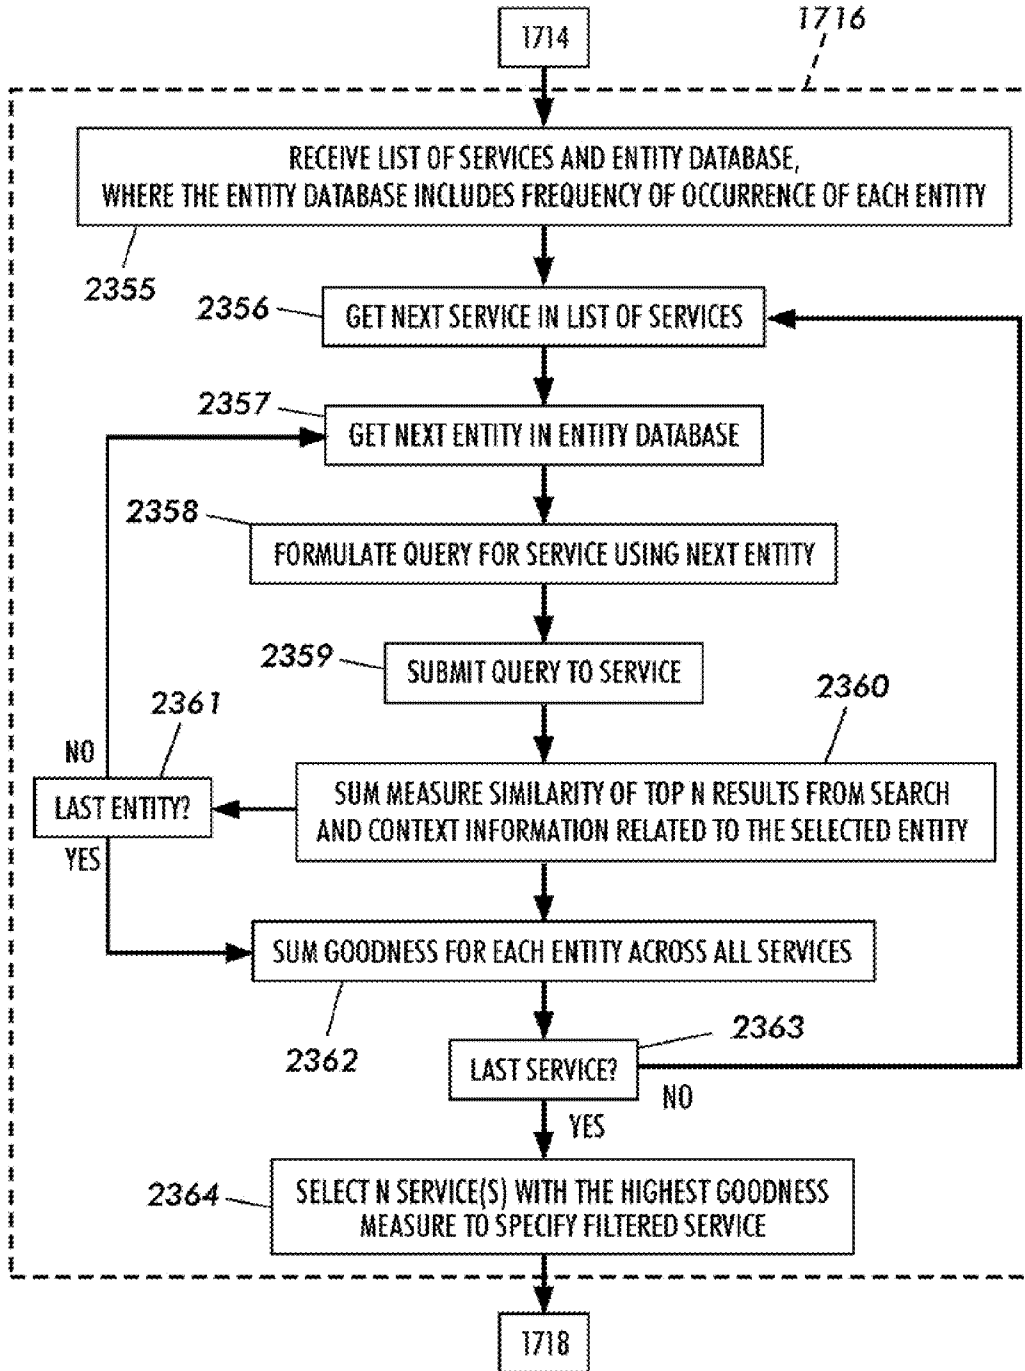 1716
1714
RECEIVE LIST OF SERVICES AND ENTITY DATABASE,
WHERE THE ENTITY DATABASE INCLUDES FREQUENCY OF OCCURRENCE OF EACH ENTITY
2355
2356
GET NEXT SERVICE IN LIST OF SERVICES
2357
GET NEXT ENTITY IN ENTITY DATABASE
2358
FORMULATE QUERY FOR SERVICE USING NEXT ENTITY
2359
SUBMIT QUERY TO SERVICE
2360
2361
NO
LAST ENTITY?
YES
SUM MEASURE SIMILARITY OF TOP N RESULTS FROM SEARCH
AND CONTEXT INFORMATION RELATED TO THE SELECTED ENTITY
SUM GOODNESS FOR EACH ENTITY ACROSS ALL SERVICES
2362
2363
LAST SERVICE?
NO
YES
2364
SELECT N SERVICE(S) WITH THE HIGHEST GOODNESS
MEASURE TO SPECIFY FILTERED SERVICE
1718